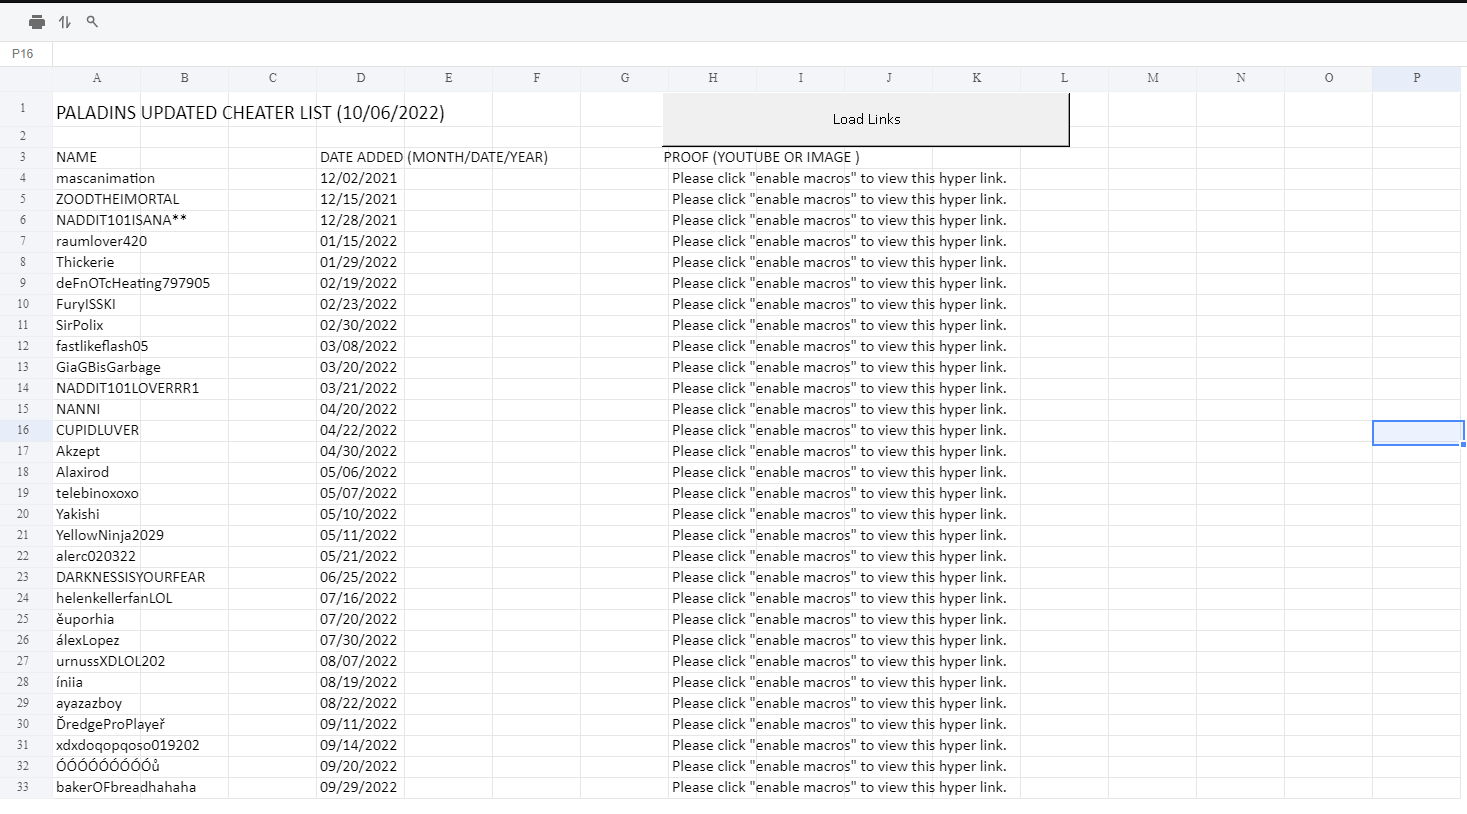 P16
A B C D E F G H I J K L M N O P
1 PALADINS UPDATED CHEATER LIST (10/06/2022) Load Links
2
3 NAME DATE ADDED (MONTH/DATE/YEAR) PROOF (YOUTUBE OR IMAGE )
4 mascanimation 12/02/2021 Please click "enable macros" to view this hyper link.
5 ZOODTHEIMORTAL 12/15/2021 Please click "enable macros" to view this hyper link.
6 NADDIT101ISANA** 12/28/2021 Please click "enable macros" to view this hyper link.
7 raumlover420 01/15/2022 Please click "enable macros" to view this hyper link.
8 Thickerie 01/29/2022 Please click "enable macros" to view this hyper link.
9 deFnOTcHeating797905 02/19/2022 Please click "enable macros" to view this hyper link.
10 FuryISSKI 02/23/2022 Please click "enable macros" to view this hyper link.
11 SirPolix 02/30/2022 Please click "enable macros" to view this hyper link.
12 fastlikeflash05 03/08/2022 Please click "enable macros" to view this hyper link.
13 GiaGBisGarbage 03/20/2022 Please click "enable macros" to view this hyper link.
14 NADDIT101LOVERRR1 03/21/2022 Please click "enable macros" to view this hyper link.
15 NANNI 04/20/2022 Please click "enable macros" to view this hyper link.
16 CUPIDLUVER 04/22/2022 Please click "enable macros" to view this hyper link.
17 Akzept 04/30/2022 Please click "enable macros" to view this hyper link.
18 Alaxirod 05/06/2022 Please click "enable macros" to view this hyper link.
19 telebinoxoxo 05/07/2022 Please click "enable macros" to view this hyper link.
20 Yakishi 05/10/2022 Please click "enable macros" to view this hyper link.
21 YellowNinja2029 05/11/2022 Please click "enable macros" to view this hyper link.
22 alerc020322 05/21/2022 Please click "enable macros" to view this hyper link.
23 DARKNESSISYOURFEAR 06/25/2022 Please click "enable macros" to view this hyper link.
24 helenkellerfanLOL 07/16/2022 Please click "enable macros" to view this hyper link.
25 ěuporhia 07/20/2022 Please click "enable macros" to view this hyper link.
26 álexLopez 07/30/2022 Please click "enable macros" to view this hyper link.
27 urnussXDLOL202 08/07/2022 Please click "enable macros" to view this hyper link.
28 íniia 08/19/2022 Please click "enable macros" to view this hyper link.
29 ayazazboy 08/22/2022 Please click "enable macros" to view this hyper link.
30 ĎredgeProPlayeř 09/11/2022 Please click "enable macros" to view this hyper link.
31 xdxdoqopqoso019202 09/14/2022 Please click "enable macros" to view this hyper link.
32 ÓÓÓÓÓÓÓÓÓů 09/20/2022 Please click "enable macros" to view this hyper link.
33 bakerOFbreadhahaha 09/29/2022 Please click "enable macros" to view this hyper link.